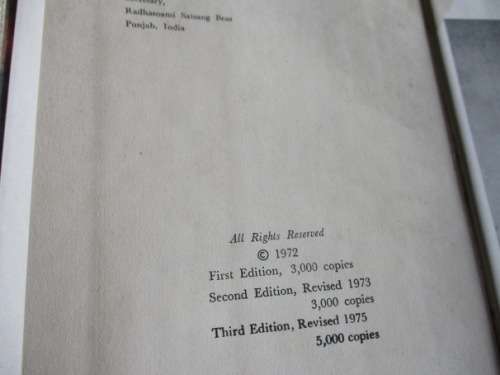 Secretary,
Radhasoami Satsang Beas
Punjab, India
All Rights Reserved
© 1972
First Edition, 3,000 copies
Second Edition, Revised 1973
3,000 copies
Third Edition, Revised 1975
5,000 copies